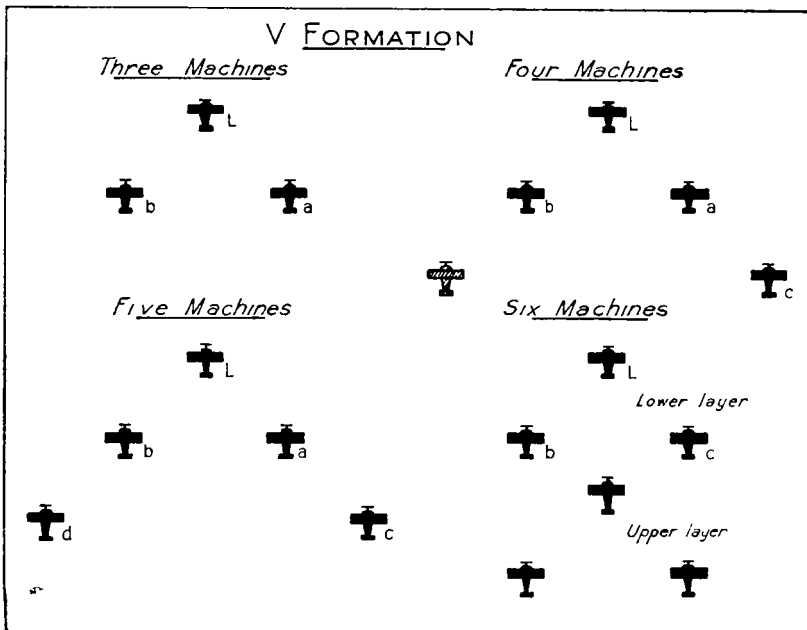 V FORMATION
Three Machines
L
b
a
Four Machines
L
b
a
c
Five Machines
L
b
a
d
c
Six Machines
L
Lower layer
b
c
Upper layer